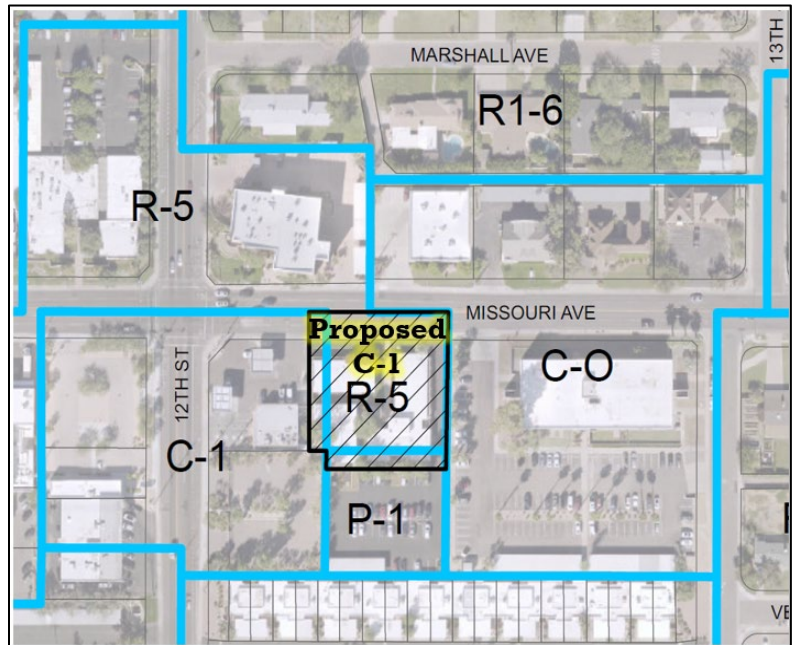 MARSHALL AVE
13TH
R1-6
R-5
MISSOURI AVE
Proposed
C-1
R-5
C-O
12TH ST
C-1
P-1